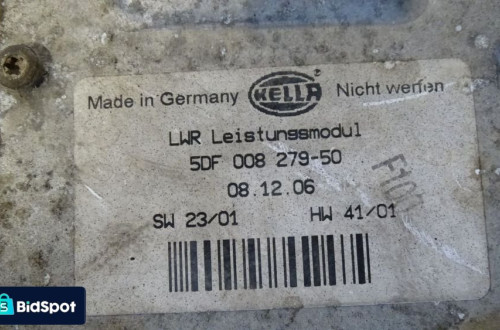 Made in Germany HELLA Nicht werfen
LWR Leistungsmodul
5DF 008 279-50
08.12.06
SW 23/01 HW 41/01
BidSpot